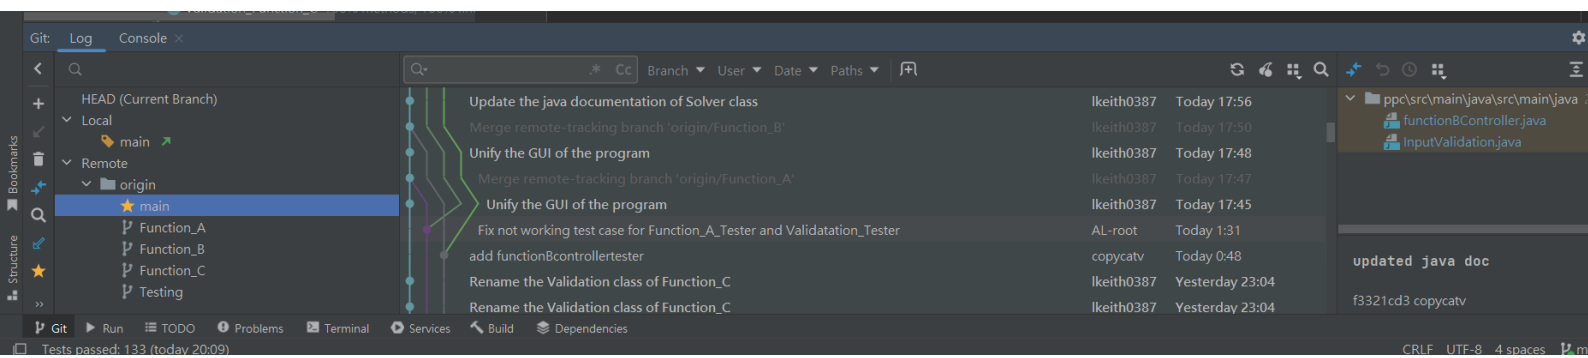 Git: Log Console
Branch User Date Paths
.* Cc
HEAD (Current Branch)
Local
main
Remote
origin
main
Function_A
Function_B
Function_C
Testing
Update the java documentation of Solver class lkeith0387 Today 17:56
Merge remote-tracking branch 'origin/Function_B' lkeith0387 Today 17:50
Unify the GUI of the program lkeith0387 Today 17:48
Merge remote-tracking branch 'origin/Function_A' lkeith0387 Today 17:47
Unify the GUI of the program lkeith0387 Today 17:45
Fix not working test case for Function_A_Tester and Validatation_Tester AL-root Today 1:31
add functionBcontrollertester copycatv Today 0:48
Rename the Validation class of Function_C lkeith0387 Yesterday 23:04
Rename the Validation class of Function_C lkeith0387 Yesterday 23:04
ppc\src\main\java\src\main\java
functionBController.java
InputValidation.java
updated java doc
f3321cd3 copycatv
Bookmarks
Structure
Git Run TODO Problems Terminal Services Build Dependencies
Tests passed: 133 (today 20:09)
CRLF UTF-8 4 spaces